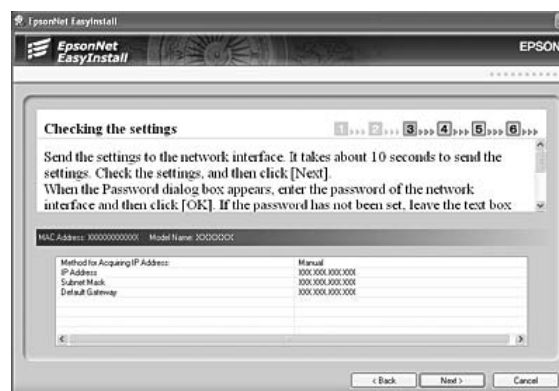 EpsonNet EasyInstall
EpsonNet
EasyInstall
EPSON
Checking the settings
1 2 3 4 5 6
Send the settings to the network interface. It takes about 10 seconds to send the
settings. Check the settings, and then click [Next].
When the Password dialog box appears, enter the password of the network
interface and then click [OK]. If the password has not been set, leave the text box
MAC Address: XXXXXXXXXXXX Model Name: XXXXXXX
Method for Acquiring IP Address: Manual
IP Address XXX.XXX.XXX.XXX
Subnet Mask XXX.XXX.XXX.XXX
Default Gateway XXX.XXX.XXX.XXX
< Back Next > Cancel